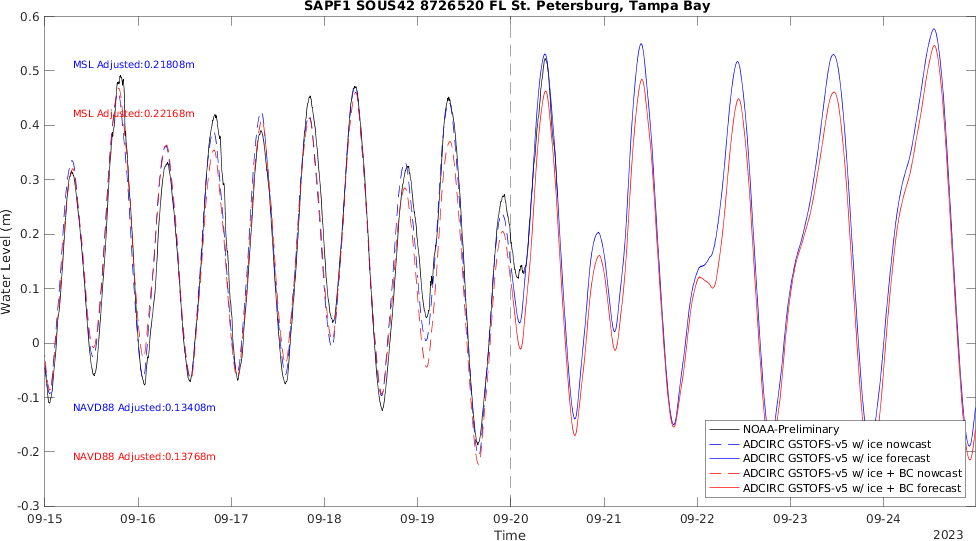 SAPF1 SOUS42 8726520 FL St. Petersburg, Tampa Bay
0.6
0.5
0.4
0.3
0.2
0.1
0
-0.1
-0.2
-0.3
Water Level (m)
MSL Adjusted:0.21808m
MSL Adjusted:0.22168m
NAVD88 Adjusted:0.13408m
NAVD88 Adjusted:0.13768m
NOAA-Preliminary
ADCIRC GSTOFS-v5 w/ ice nowcast
ADCIRC GSTOFS-v5 w/ ice forecast
ADCIRC GSTOFS-v5 w/ ice + BC nowcast
ADCIRC GSTOFS-v5 w/ ice + BC forecast
09-15 09-16 09-17 09-18 09-19 09-20 09-21 09-22 09-23 09-24
Time
2023